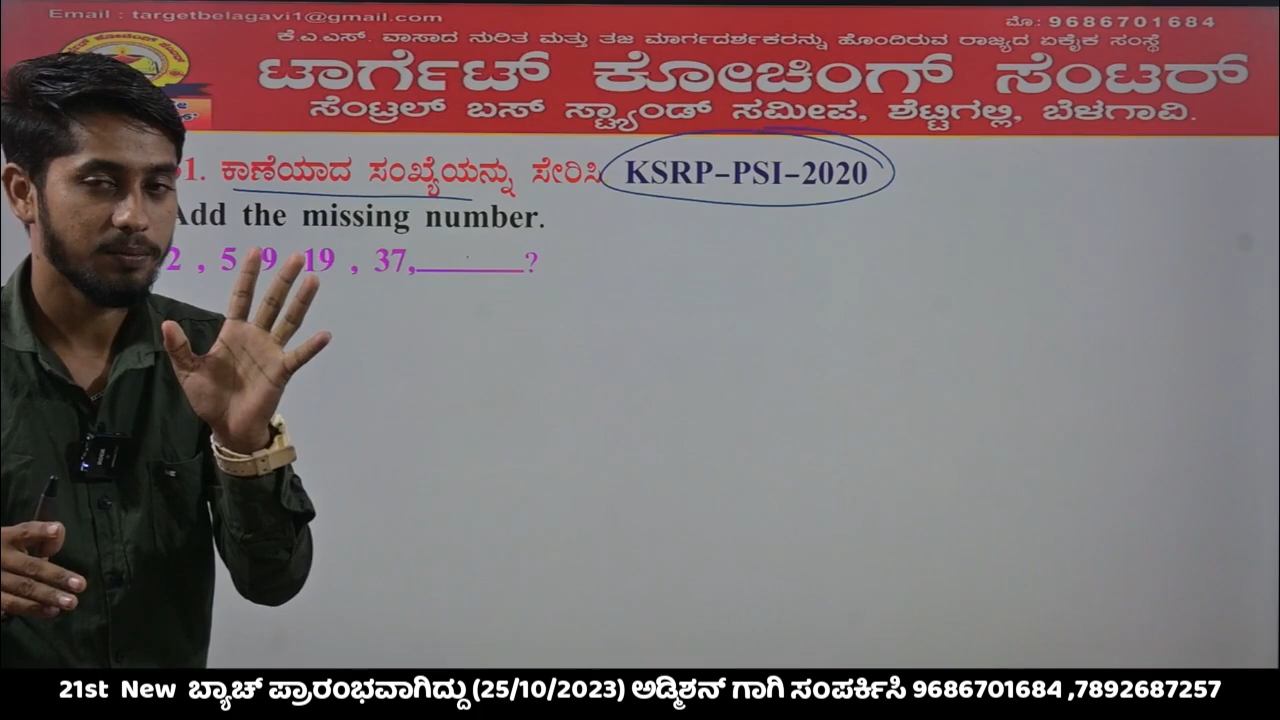 Email : targetbelagavi1@gmail.com
ಮೊ: 9686701684
ಕೆ.ಎ.ಎಸ್. ವಾಸಾದ ನುರಿತ ಮತ್ತು ತಜ್ಞ ಮಾರ್ಗದರ್ಶಕರನ್ನು ಹೊಂದಿರುವ ರಾಜ್ಯದ ಏಕೈಕ ಸಂಸ್ಥೆ
ಟಾರ್ಗೆಟ್ ಕೋಚಿಂಗ್ ಸೆಂಟರ್
ಸೆಂಟ್ರಲ್ ಬಸ್ ಸ್ಟ್ಯಾಂಡ್ ಸಮೀಪ, ಶೆಟ್ಟಿಗಲ್ಲಿ, ಬೆಳಗಾವಿ.
1. ಕಾಣೆಯಾದ ಸಂಖ್ಯೆಯನ್ನು ಸೇರಿಸಿ KSRP-PSI-2020
Add the missing number.
2 , 5 9 19 , 37,______?
21st New ಬ್ಯಾಚ್ ಪ್ರಾರಂಭವಾಗಿದ್ದು (25/10/2023) ಅಡ್ಮಿಶನ್ ಗಾಗಿ ಸಂಪರ್ಕಿಸಿ 9686701684 ,7892687257